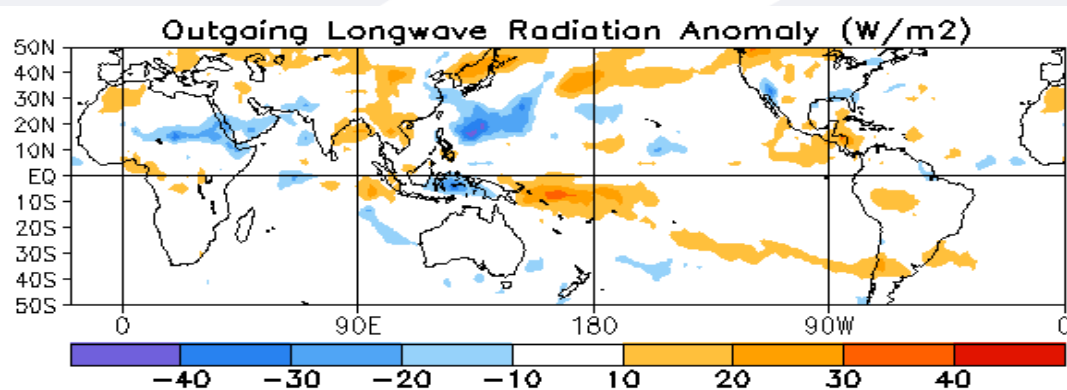 Outgoing Longwave Radiation Anomaly (W/m2)
50N
40N
30N
20N
10N
EQ
10S
20S
30S
40S
50S
0 90E 180 90W 0
-40 -30 -20 -10 10 20 30 40